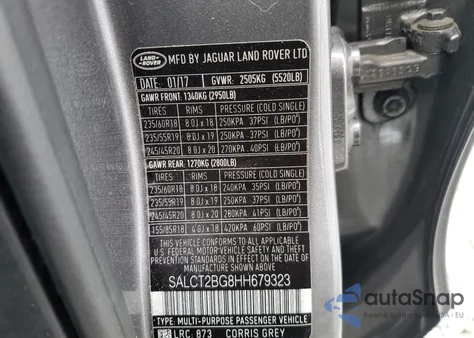 LAND ROVER MFD BY JAGUAR LAND ROVER LTD
DATE: 01/17 GVWR: 2505KG (5520LB)
GAWR FRONT: 1340KG (2950LB)
TIRES RIMS PRESSURE (COLD SINGLE)
235/60R18 8.0J x 18 250KPA 37PSI (LB/PO²)
235/55R19 8.0J x 19 250KPA 37PSI (LB/PO²)
245/45R20 8.0J x 20 270KPA 40PSI (LB/PO²)
GAWR REAR: 1270KG (2800LB)
TIRES RIMS PRESSURE (COLD SINGLE)
235/60R18 8.0J x 18 240KPA 35PSI (LB/PO²)
235/55R19 8.0J x 19 250KPA 37PSI (LB/PO²)
245/45R20 8.0J x 20 280KPA 41PSI (LB/PO²)
155/85R18 4.0J x 18 420KPA 60PSI (LB/PO²)
THIS VEHICLE CONFORMS TO ALL APPLICABLE
FEDERAL MOTOR VEHICLE SAFETY, BUMPER AND
THEFT PREVENTION STANDARDS IN EFFECT ON THE
DATE OF MANUFACTURE SHOWN ABOVE
SALCT2BG8HH679323
TYPE: MULTI-PURPOSE PASSENGER VEHICLE
LRC: 873 CORRIS GREY
autoSnap